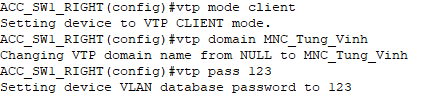 ACC_SW1_RIGHT(config)#vtp mode client
Setting device to VTP CLIENT mode.
ACC_SW1_RIGHT(config)#vtp domain MNC_Tung_Vinh
Changing VTP domain name from NULL to MNC_Tung_Vinh
ACC_SW1_RIGHT(config)#vtp pass 123
Setting device VLAN database password to 123